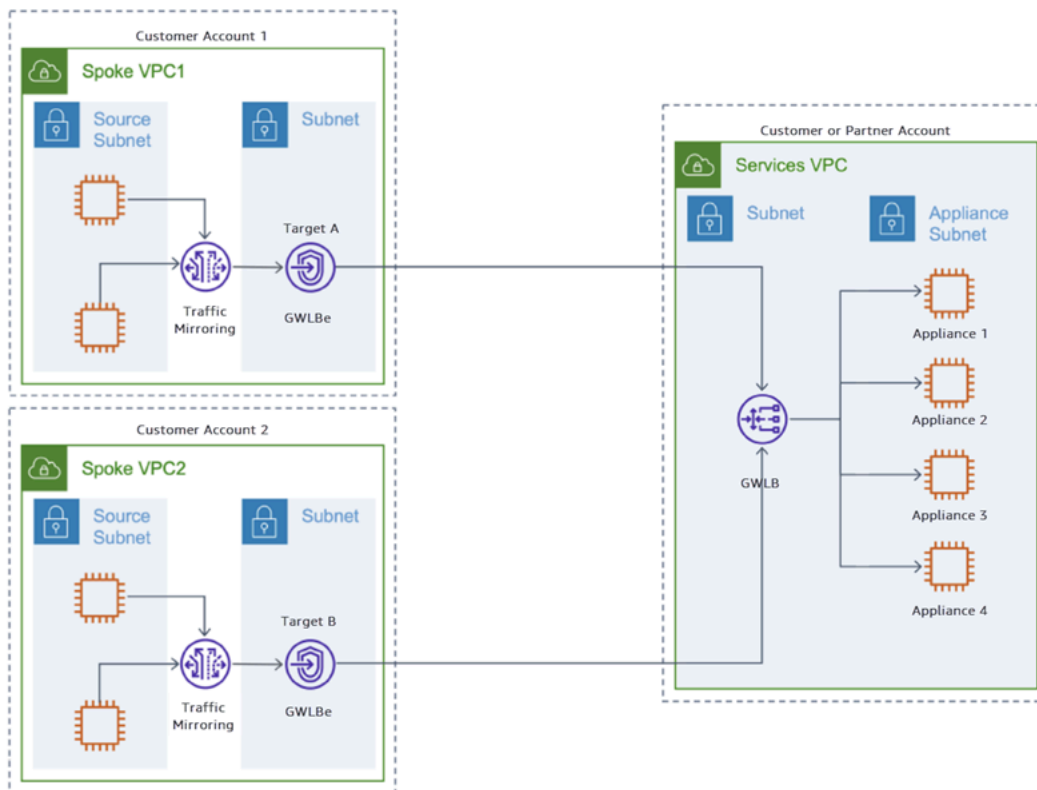 Customer Account 1
Spoke VPC1
Source
Subnet
Subnet
Target A
Traffic
Mirroring
GWLBe
Customer Account 2
Spoke VPC2
Source
Subnet
Subnet
Target B
Traffic
Mirroring
GWLBe
Customer or Partner Account
Services VPC
Subnet
Appliance
Subnet
Appliance 1
Appliance 2
GWLB
Appliance 3
Appliance 4